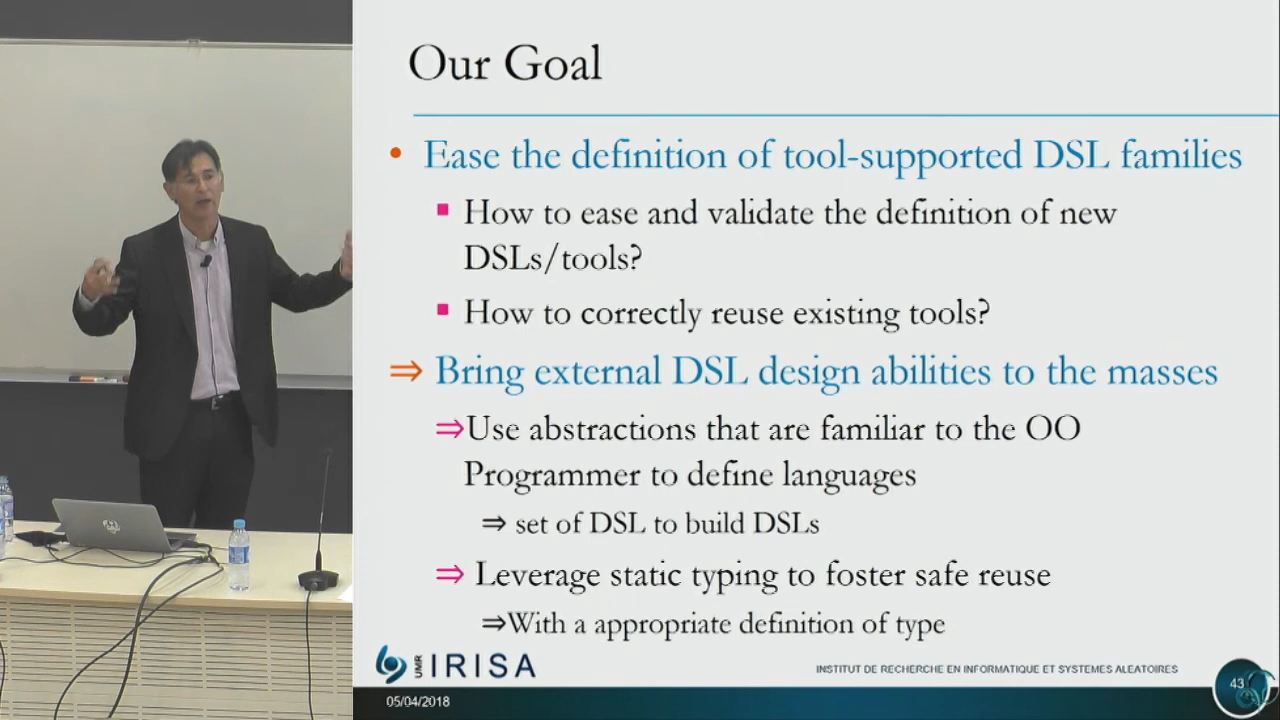 Our Goal
• Ease the definition of tool-supported DSL families
▪ How to ease and validate the definition of new
DSLs/tools?
▪ How to correctly reuse existing tools?
⇒ Bring external DSL design abilities to the masses
⇒Use abstractions that are familiar to the OO
Programmer to define languages
⇒ set of DSL to build DSLs
⇒ Leverage static typing to foster safe reuse
⇒With a appropriate definition of type
UMR IRISA
INSTITUT DE RECHERCHE EN INFORMATIQUE ET SYSTEMES ALEATOIRES
43
05/04/2018